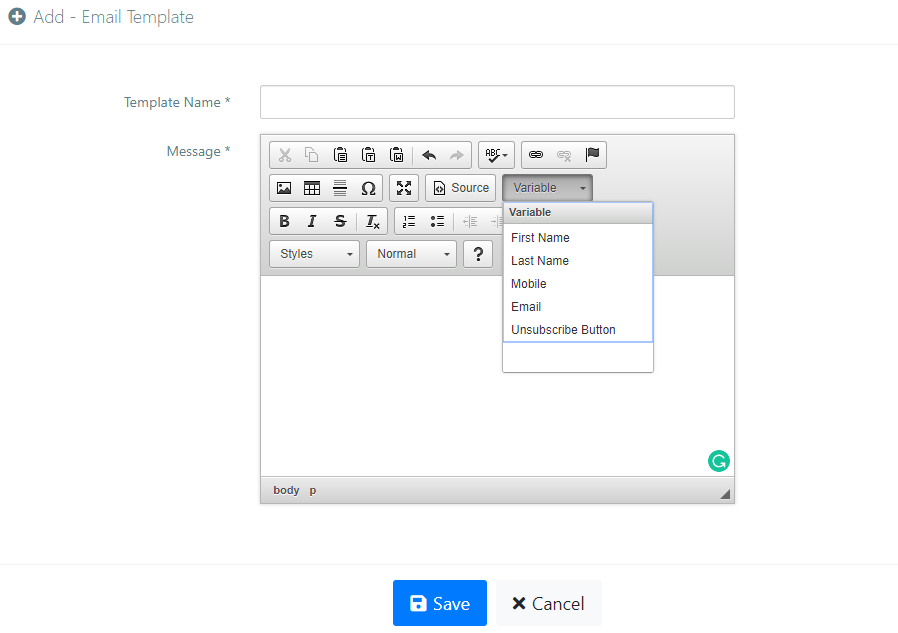 Add - Email Template
Template Name *
Message *
ABC
Source
Variable
Variable
First Name
Last Name
Mobile
Email
Unsubscribe Button
B I S Tx
Styles Normal ?
body p
Save Cancel